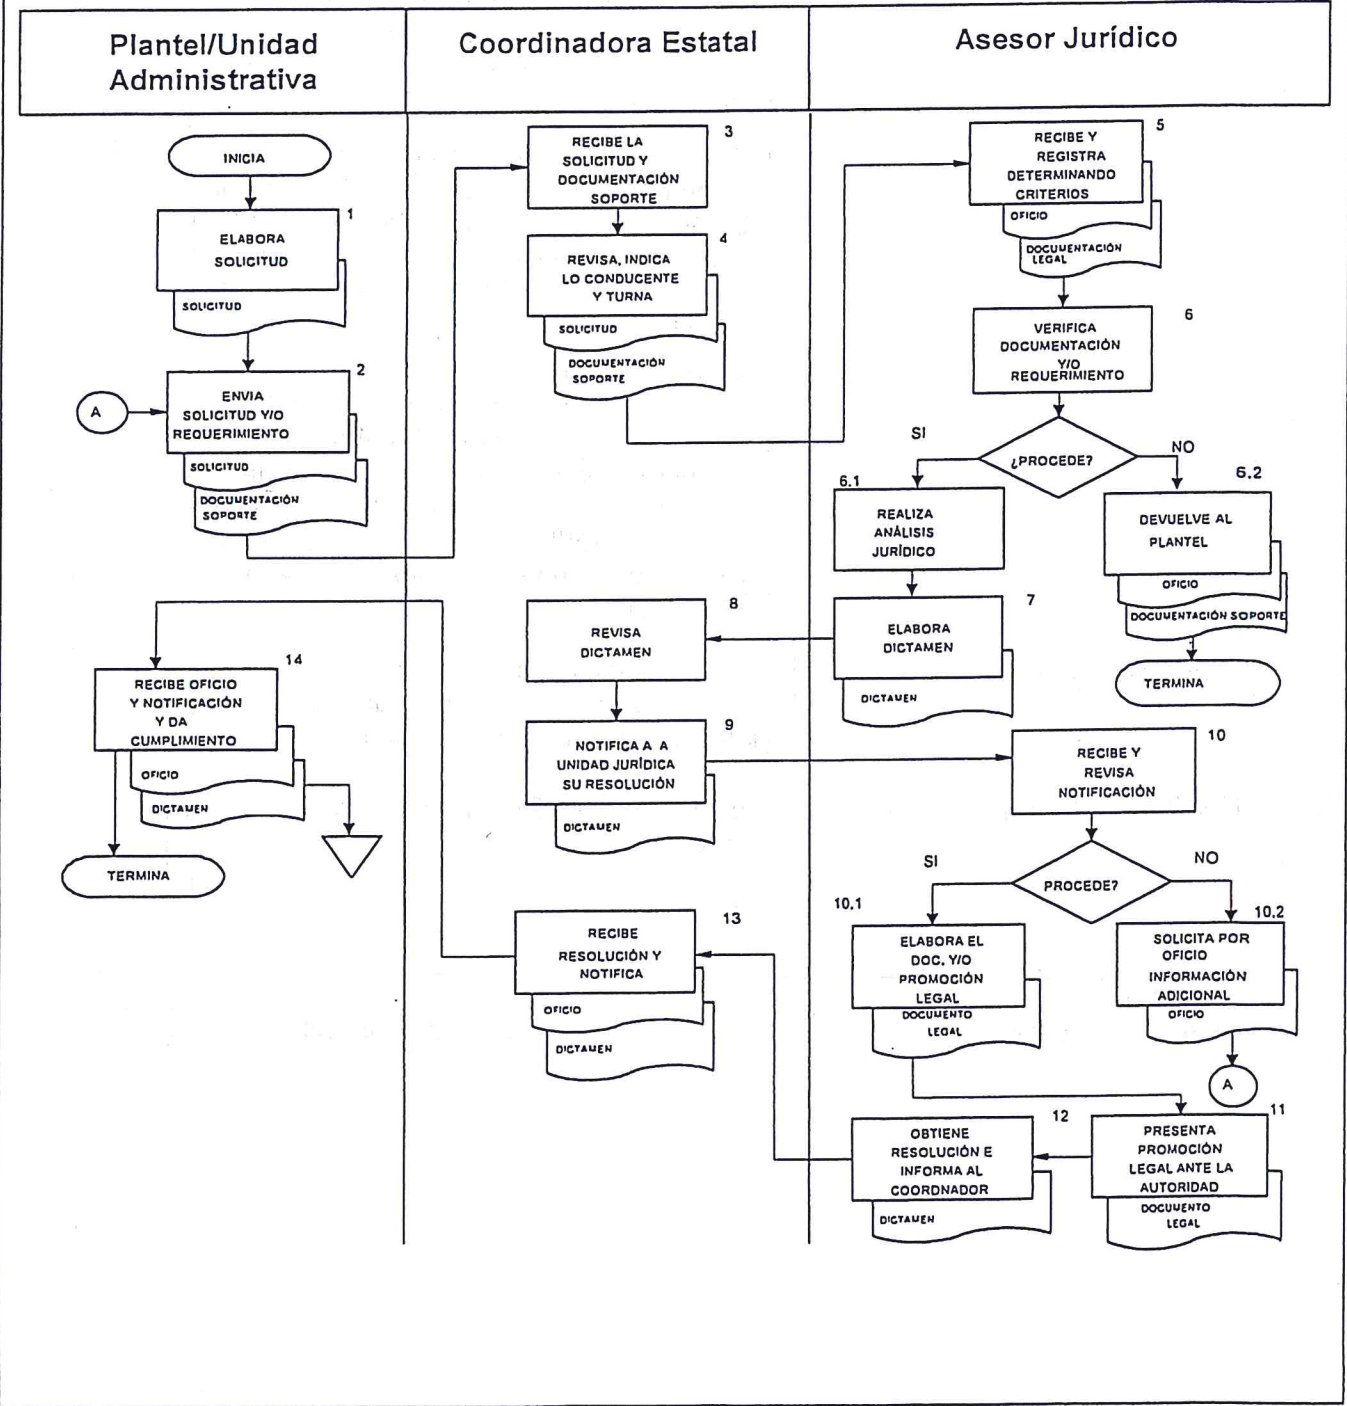 Plantel/Unidad
Administrativa
Coordinadora Estatal
Asesor Jurídico
INICIA
1
ELABORA
SOLICITUD
SOLICITUD
2
A
ENVIA
SOLICITUD Y/O
REQUERIMIENTO
SOLICITUD
DOCUMENTACIÓN
SOPORTE
3
RECIBE LA
SOLICITUD Y
DOCUMENTACIÓN
SOPORTE
4
REVISA, INDICA
LO CONDUCENTE
Y TURNA
SOLICITUD
DOCUMENTACIÓN
SOPORTE
5
RECIBE Y
REGISTRA
DETERMINANDO
CRITERIOS
OFICIO
DOCUMENTACIÓN
LEGAL
6
VERIFICA
DOCUMENTACIÓN
Y/O
REQUERIMIENTO
¿PROCEDE?
SI
NO
6.1
REALIZA
ANÁLISIS
JURÍDICO
6.2
DEVUELVE AL
PLANTEL
OFICIO
DOCUMENTACIÓN SOPORTE
TERMINA
7
ELABORA
DICTAMEN
DICTAMEN
8
REVISA
DICTAMEN
9
NOTIFICA A A
UNIDAD JURÍDICA
SU RESOLUCIÓN
DICTAMEN
10
RECIBE Y
REVISA
NOTIFICACIÓN
PROCEDE?
SI
NO
10.1
ELABORA EL
DOC. Y/O
PROMOCIÓN
LEGAL
DOCUMENTO
LEGAL
10.2
SOLICITA POR
OFICIO
INFORMACIÓN
ADICIONAL
OFICIO
A
11
PRESENTA
PROMOCIÓN
LEGAL ANTE LA
AUTORIDAD
DOCUMENTO
LEGAL
12
OBTIENE
RESOLUCIÓN E
INFORMA AL
COORDNADOR
DICTAMEN
13
RECIBE
RESOLUCIÓN Y
NOTIFICA
OFICIO
DICTAMEN
14
RECIBE OFICIO
Y NOTIFICACIÓN
Y DA
CUMPLIMIENTO
OFICIO
DICTAMEN
TERMINA